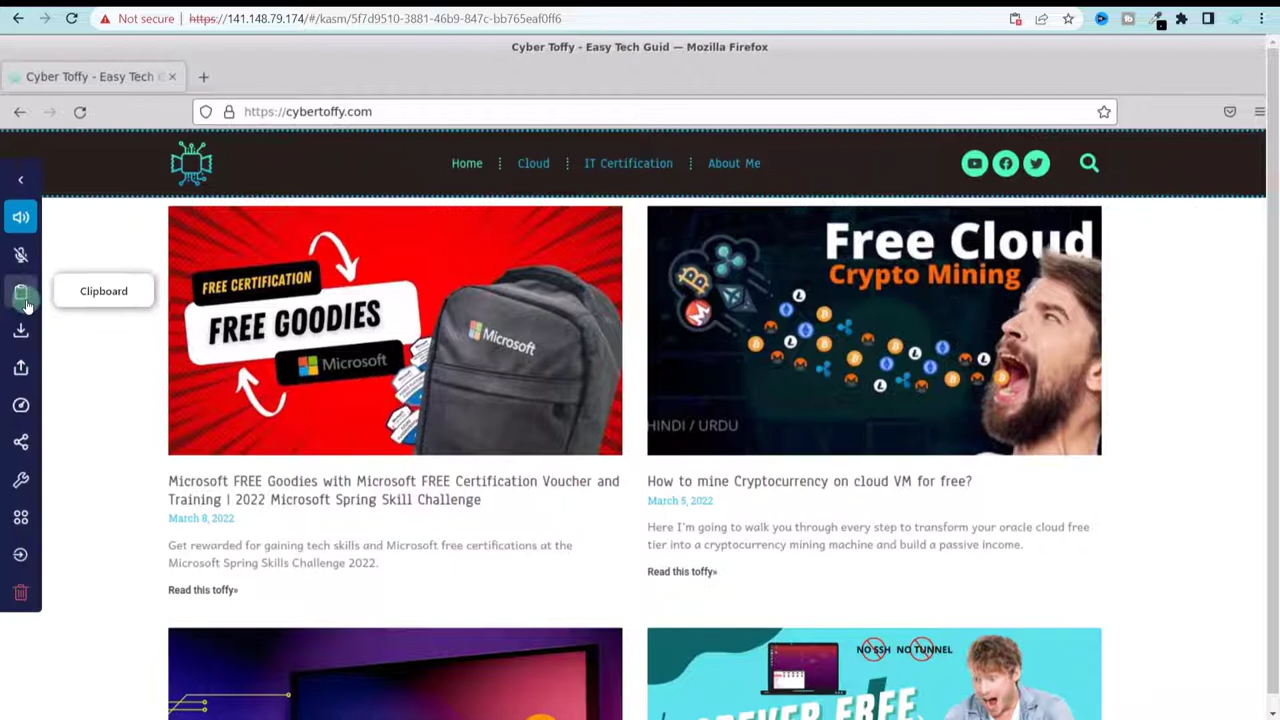 Not secure
https://141.148.79.174/#/kasm/5f7d9510-3881-46b9-847c-bb765eaf0ff6
Cyber Toffy - Easy Tech Guid — Mozilla Firefox
Cyber Toffy - Easy Tech
https://cybertoffy.com
Home
Cloud
IT Certification
About Me
Clipboard
FREE CERTIFICATION
FREE GOODIES
Microsoft
Microsoft
Free Cloud
Crypto Mining
HINDI / URDU
Microsoft FREE Goodies with Microsoft FREE Certification Voucher and
Training | 2022 Microsoft Spring Skill Challenge
March 8, 2022
Get rewarded for gaining tech skills and Microsoft free certifications at the
Microsoft Spring Skills Challenge 2022.
Read this toffy»
How to mine Cryptocurrency on cloud VM for free?
March 5, 2022
Here I'm going to walk you through every step to transform your oracle cloud free
tier into a cryptocurrency mining machine and build a passive income.
Read this toffy»
NO SSH NO TUNNEL
FREE